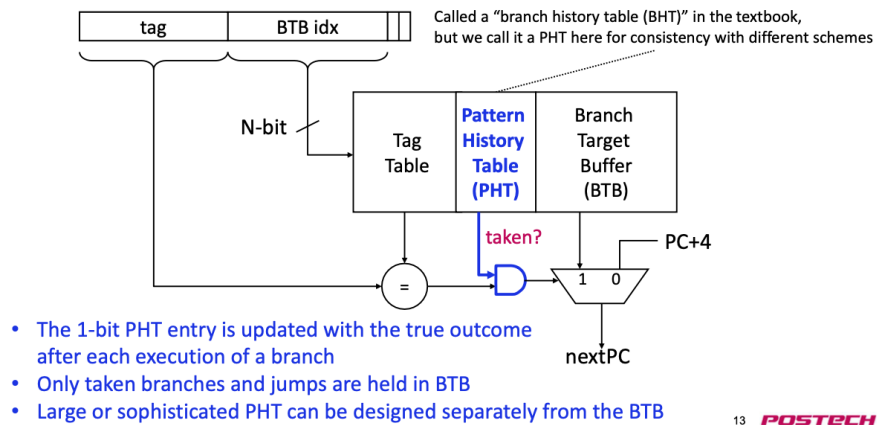 tag
BTB idx
Called a “branch history table (BHT)” in the textbook,
but we call it a PHT here for consistency with different schemes
N-bit
Tag
Table
Pattern
History
Table
(PHT)
Branch
Target
Buffer
(BTB)
taken?
PC+4
=
1 0
nextPC
• The 1-bit PHT entry is updated with the true outcome
after each execution of a branch
• Only taken branches and jumps are held in BTB
• Large or sophisticated PHT can be designed separately from the BTB
13
POSTECH